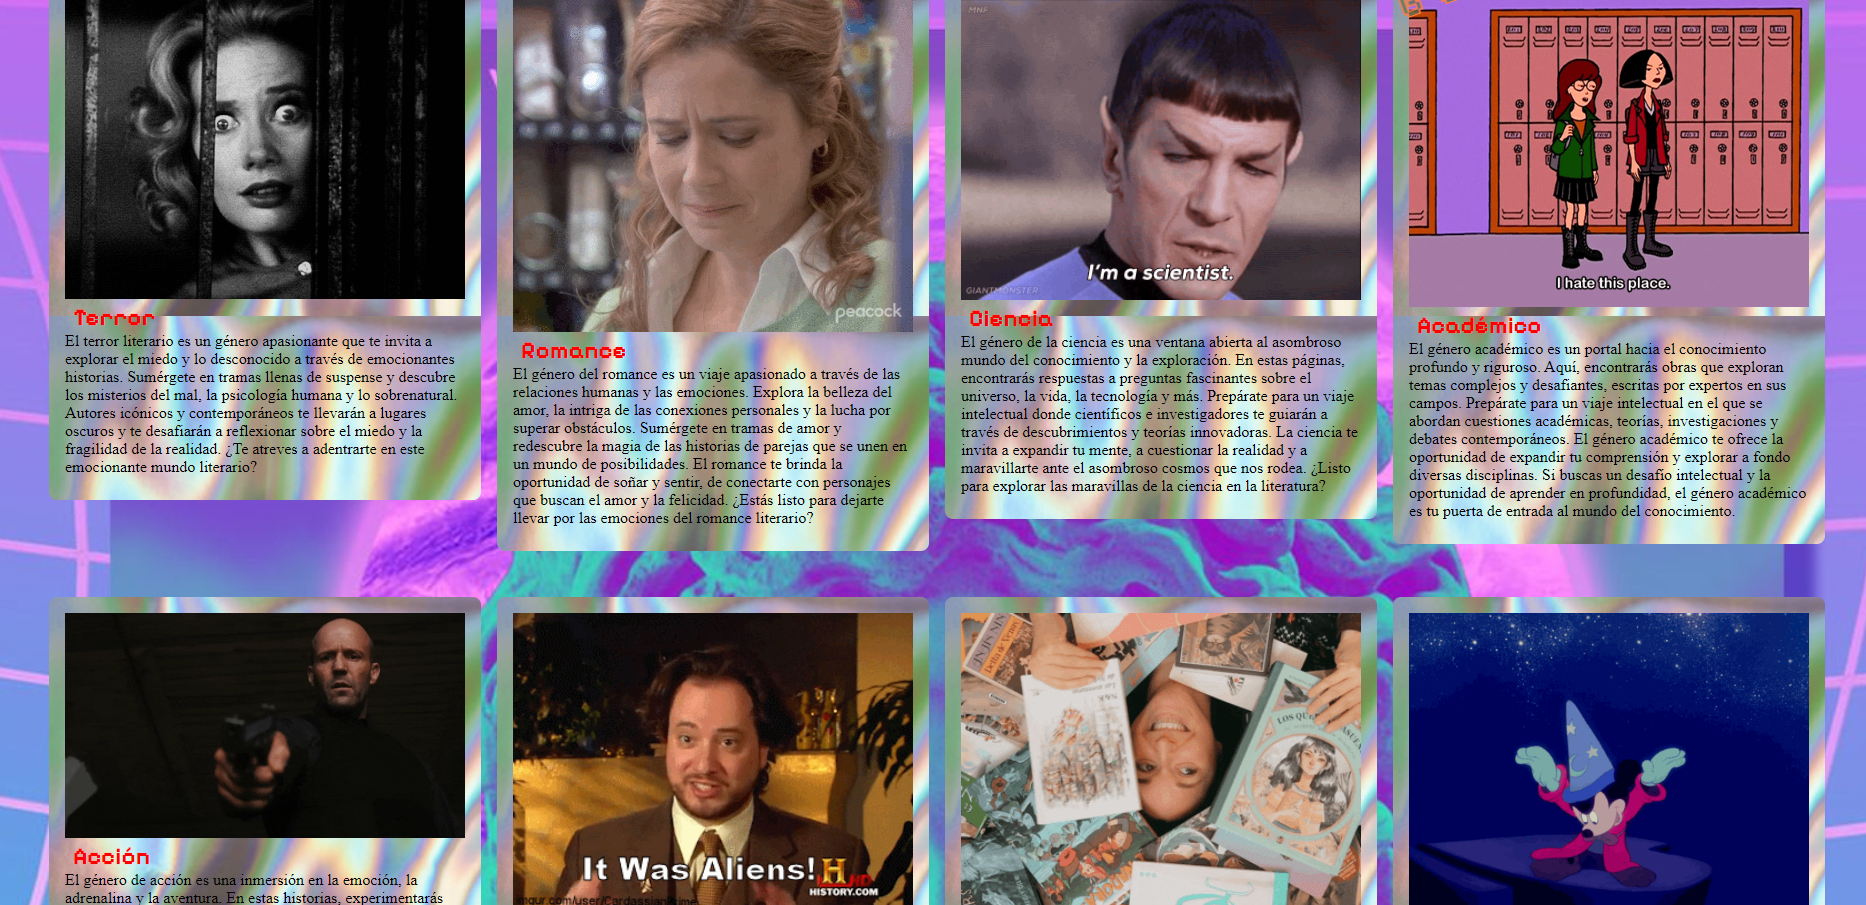 MNF
I'm a scientist.
GIANTMONSTER
peacock
I hate this place.
Terror
El terror literario es un género apasionante que te invita a
explorar el miedo y lo desconocido a través de emocionantes
historias. Sumérgete en tramas llenas de suspense y descubre
los misterios del mal, la psicología humana y lo sobrenatural.
Autores icónicos y contemporáneos te llevarán a lugares
oscuros y te desafiarán a reflexionar sobre el miedo y la
fragilidad de la realidad. ¿Te atreves a adentrarte en este
emocionante mundo literario?
Romance
El género del romance es un viaje apasionado a través de las
relaciones humanas y las emociones. Explora la belleza del
amor, la intriga de las conexiones personales y la lucha por
superar obstáculos. Sumérgete en tramas de amor y
redescubre la magia de las historias de parejas que se unen en
un mundo de posibilidades. El romance te brinda la
oportunidad de soñar y sentir, de conectarte con personajes
que buscan el amor y la felicidad. ¿Estás listo para dejarte
llevar por las emociones del romance literario?
Ciencia
El género de la ciencia es una ventana abierta al asombroso
mundo del conocimiento y la exploración. En estas páginas,
encontrarás respuestas a preguntas fascinantes sobre el
universo, la vida, la tecnología y más. Prepárate para un viaje
intelectual donde científicos e investigadores te guiarán a
través de descubrimientos y teorías innovadoras. La ciencia te
invita a expandir tu mente, a cuestionar la realidad y a
maravillarte ante el asombroso cosmos que nos rodea. ¿Listo
para explorar las maravillas de la ciencia en la literatura?
Académico
El género académico es un portal hacia el conocimiento
profundo y riguroso. Aquí, encontrarás obras que exploran
temas complejos y desafiantes, escritas por expertos en sus
campos. Prepárate para un viaje intelectual en el que se
abordan cuestiones académicas, teorías, investigaciones y
debates contemporáneos. El género académico te ofrece la
oportunidad de expandir tu comprensión y explorar a fondo
diversas disciplinas. Si buscas un desafío intelectual y la
oportunidad de aprender en profundidad, el género académico
es tu puerta de entrada al mundo del conocimiento.
Acción
El género de acción es una inmersión en la emoción, la
adrenalina y la aventura. En estas historias, experimentarás
It Was Aliens!
H
HD
HISTORY.COM
Delta de Venus